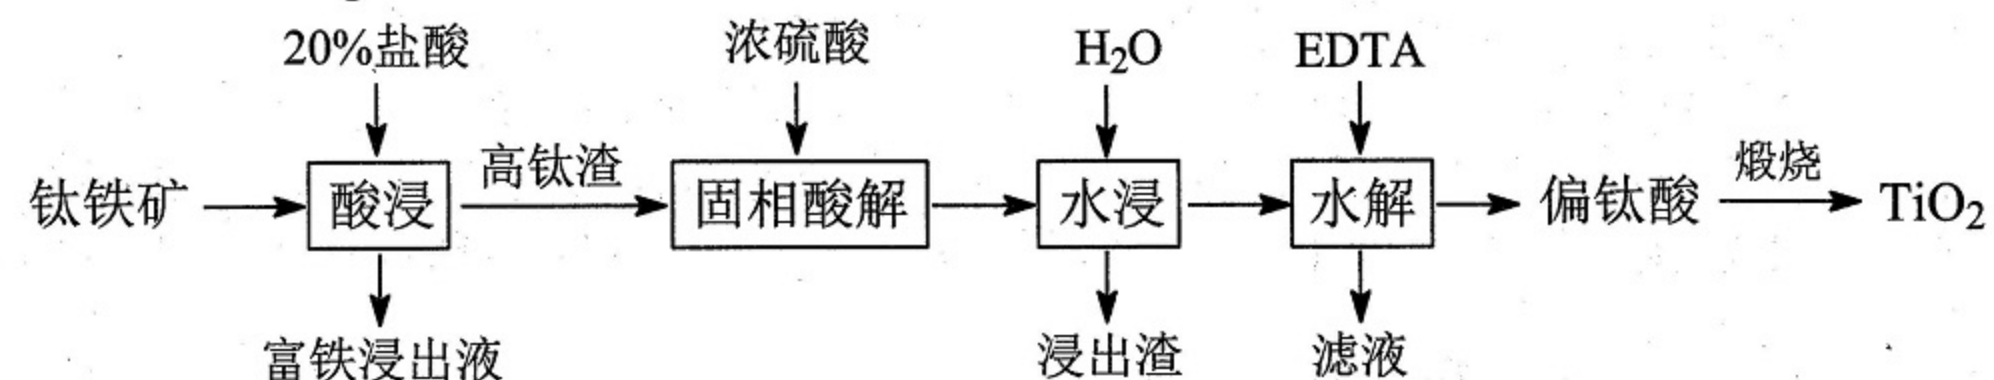 20%盐酸 浓硫酸 H₂O EDTA
钛铁矿 酸浸 高钛渣 固相酸解 水浸 水解 偏钛酸 煅烧 TiO₂
富铁浸出液 浸出渣 滤液